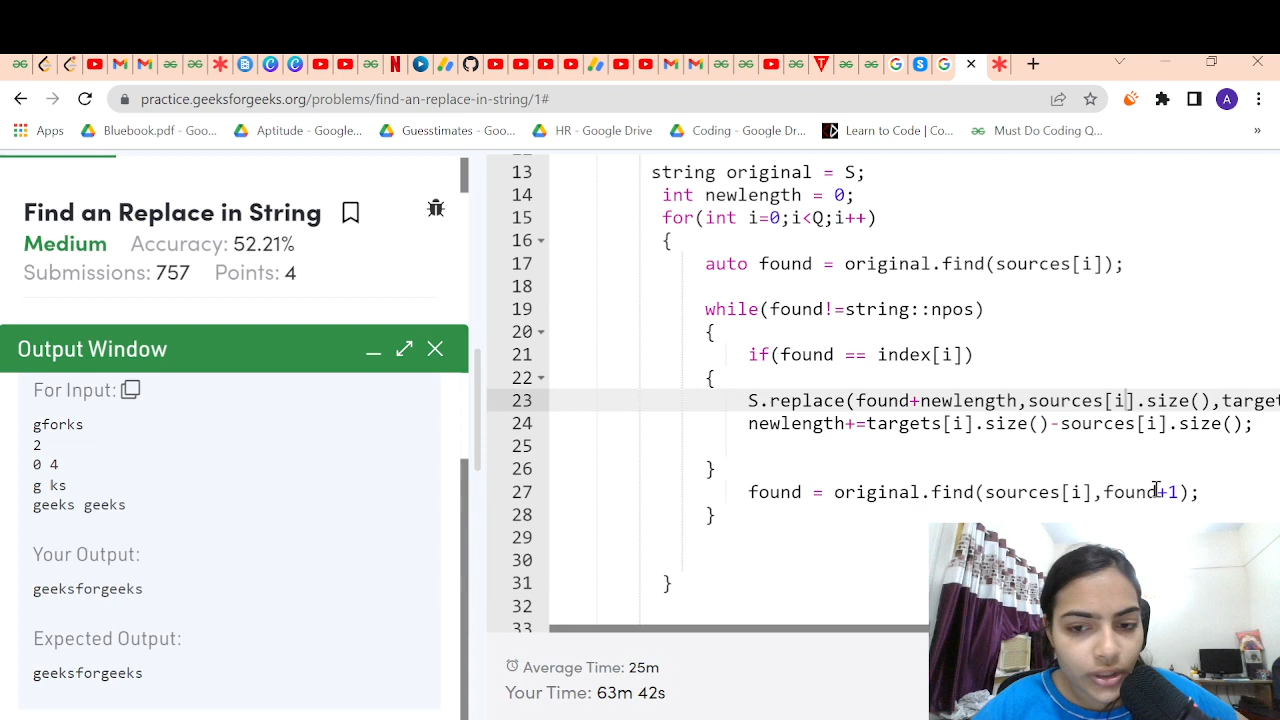 practice.geeksforgeeks.org/problems/find-an-replace-in-string/1#
A
Apps
Bluebook.pdf - Goo...
Aptitude - Google...
Guesstimates - Goo...
HR - Google Drive
Coding - Google Dr...
Learn to Code | Co...
Must Do Coding Q...
»
Find an Replace in String
Medium Accuracy: 52.21%
Submissions: 757 Points: 4
Output Window
For Input:
gforks
2
0 4
g ks
geeks geeks
Your Output:
geeksforgeeks
Expected Output:
geeksforgeeks
13 string original = S;
14 int newlength = 0;
15 for(int i=0;i<Q;i++)
16 {
17 auto found = original.find(sources[i]);
18
19 while(found!=string::npos)
20 {
21 if(found == index[i])
22 {
23 S.replace(found+newlength,sources[i].size(),target
24 newlength+=targets[i].size()-sources[i].size();
25
26 }
27 found = original.find(sources[i],found+1);
28 }
29
30
31 }
32
33
Average Time: 25m
Your Time: 63m 42s